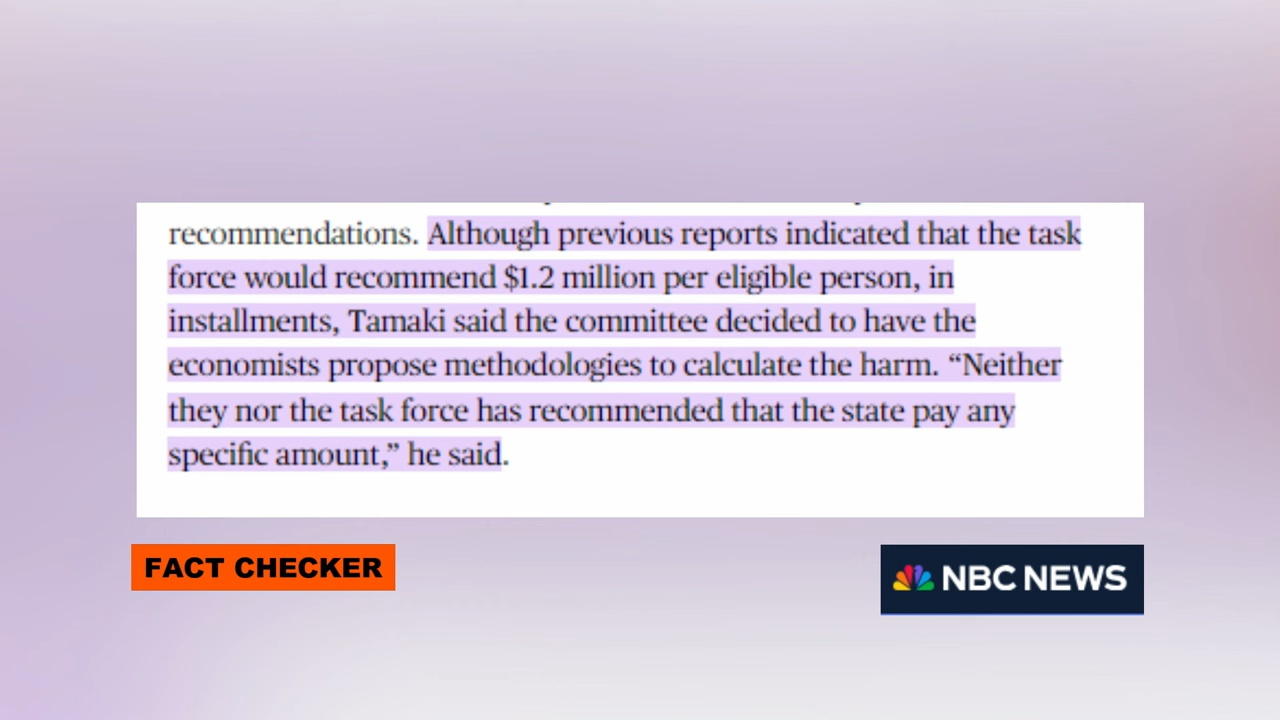 recommendations. Although previous reports indicated that the task
force would recommend $1.2 million per eligible person, in
installments, Tamaki said the committee decided to have the
economists propose methodologies to calculate the harm. “Neither
they nor the task force has recommended that the state pay any
specific amount,” he said.
FACT CHECKER
NBC NEWS